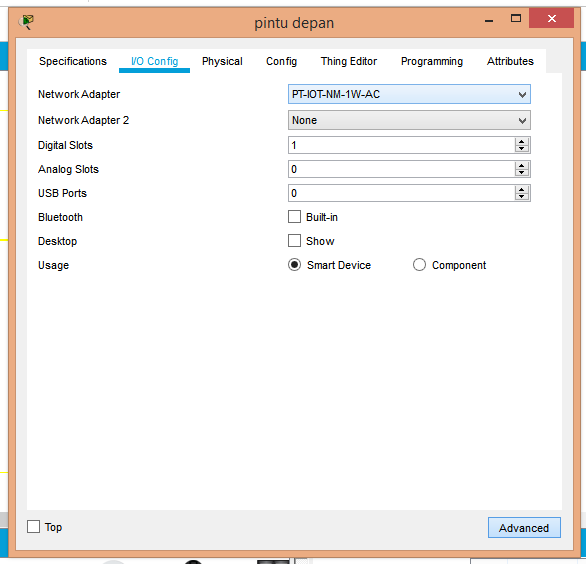 pintu depan
Specifications I/O Config Physical Config Thing Editor Programming Attributes
Network Adapter PT-IOT-NM-1W-AC
Network Adapter 2 None
Digital Slots 1
Analog Slots 0
USB Ports 0
Bluetooth Built-in
Desktop Show
Usage Smart Device Component
Top Advanced